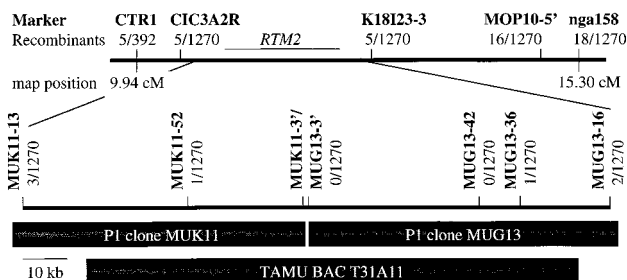 Marker CTR1 CIC3A2R K18I23-3 MOP10-5' nga158
Recombinants 5/392 5/1270 RTM2 5/1270 16/1270 18/1270
map position 9.94 cM 15.30 cM
MUK11-13
3/1270
MUK11-52
1/1270
MUK11-3'/
MUG13-3'
0/1270
MUG13-42
0/1270
MUG13-36
1/1270
MUG13-16
2/1270
P1 clone MUK11 P1 clone MUG13
10 kb TAMU BAC T31A11